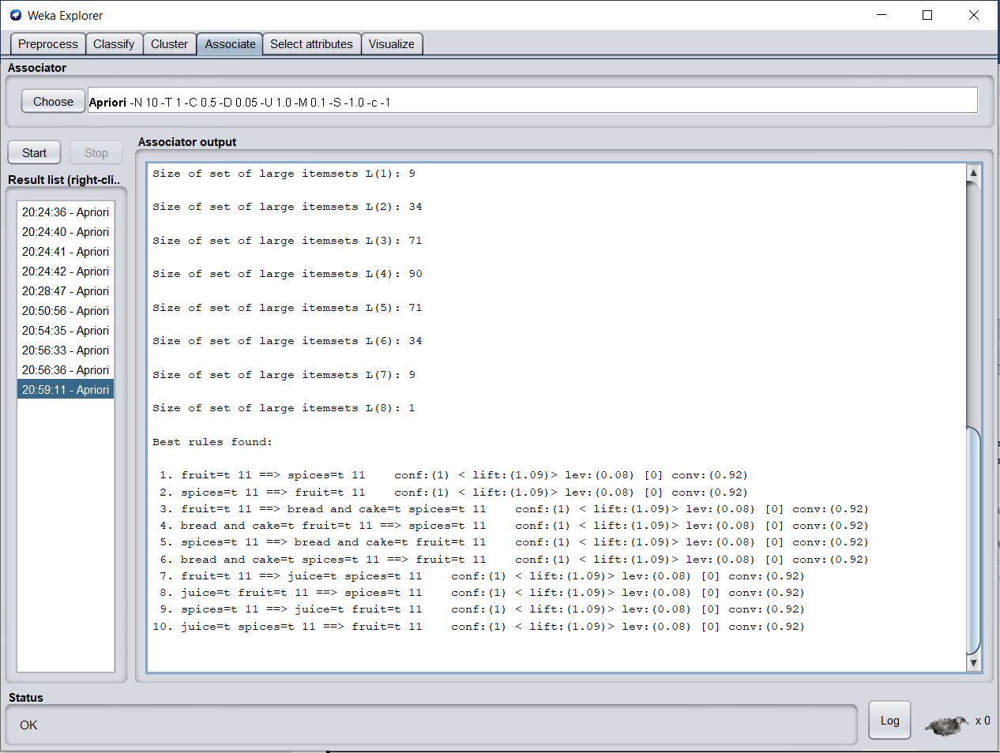 Weka Explorer
Preprocess Classify Cluster Associate Select attributes Visualize
Associator
Choose Apriori -N 10 -T 1 -C 0.5 -D 0.05 -U 1.0 -M 0.1 -S -1.0 -c -1
Start Stop
Associator output
Result list (right-cli..
20:24:36 - Apriori
20:24:40 - Apriori
20:24:41 - Apriori
20:24:42 - Apriori
20:28:47 - Apriori
20:50:56 - Apriori
20:54:35 - Apriori
20:56:33 - Apriori
20:56:36 - Apriori
20:59:11 - Apriori
Size of set of large itemsets L(1): 9
Size of set of large itemsets L(2): 34
Size of set of large itemsets L(3): 71
Size of set of large itemsets L(4): 90
Size of set of large itemsets L(5): 71
Size of set of large itemsets L(6): 34
Size of set of large itemsets L(7): 9
Size of set of large itemsets L(8): 1
Best rules found:
1. fruit=t 11 ==> spices=t 11 conf:(1) < lift:(1.09)> lev:(0.08) [0] conv:(0.92)
2. spices=t 11 ==> fruit=t 11 conf:(1) < lift:(1.09)> lev:(0.08) [0] conv:(0.92)
3. fruit=t 11 ==> bread and cake=t spices=t 11 conf:(1) < lift:(1.09)> lev:(0.08) [0] conv:(0.92)
4. bread and cake=t fruit=t 11 ==> spices=t 11 conf:(1) < lift:(1.09)> lev:(0.08) [0] conv:(0.92)
5. spices=t 11 ==> bread and cake=t fruit=t 11 conf:(1) < lift:(1.09)> lev:(0.08) [0] conv:(0.92)
6. bread and cake=t spices=t 11 ==> fruit=t 11 conf:(1) < lift:(1.09)> lev:(0.08) [0] conv:(0.92)
7. fruit=t 11 ==> juice=t spices=t 11 conf:(1) < lift:(1.09)> lev:(0.08) [0] conv:(0.92)
8. juice=t fruit=t 11 ==> spices=t 11 conf:(1) < lift:(1.09)> lev:(0.08) [0] conv:(0.92)
9. spices=t 11 ==> juice=t fruit=t 11 conf:(1) < lift:(1.09)> lev:(0.08) [0] conv:(0.92)
10. juice=t spices=t 11 ==> fruit=t 11 conf:(1) < lift:(1.09)> lev:(0.08) [0] conv:(0.92)
Status
OK
Log
x 0